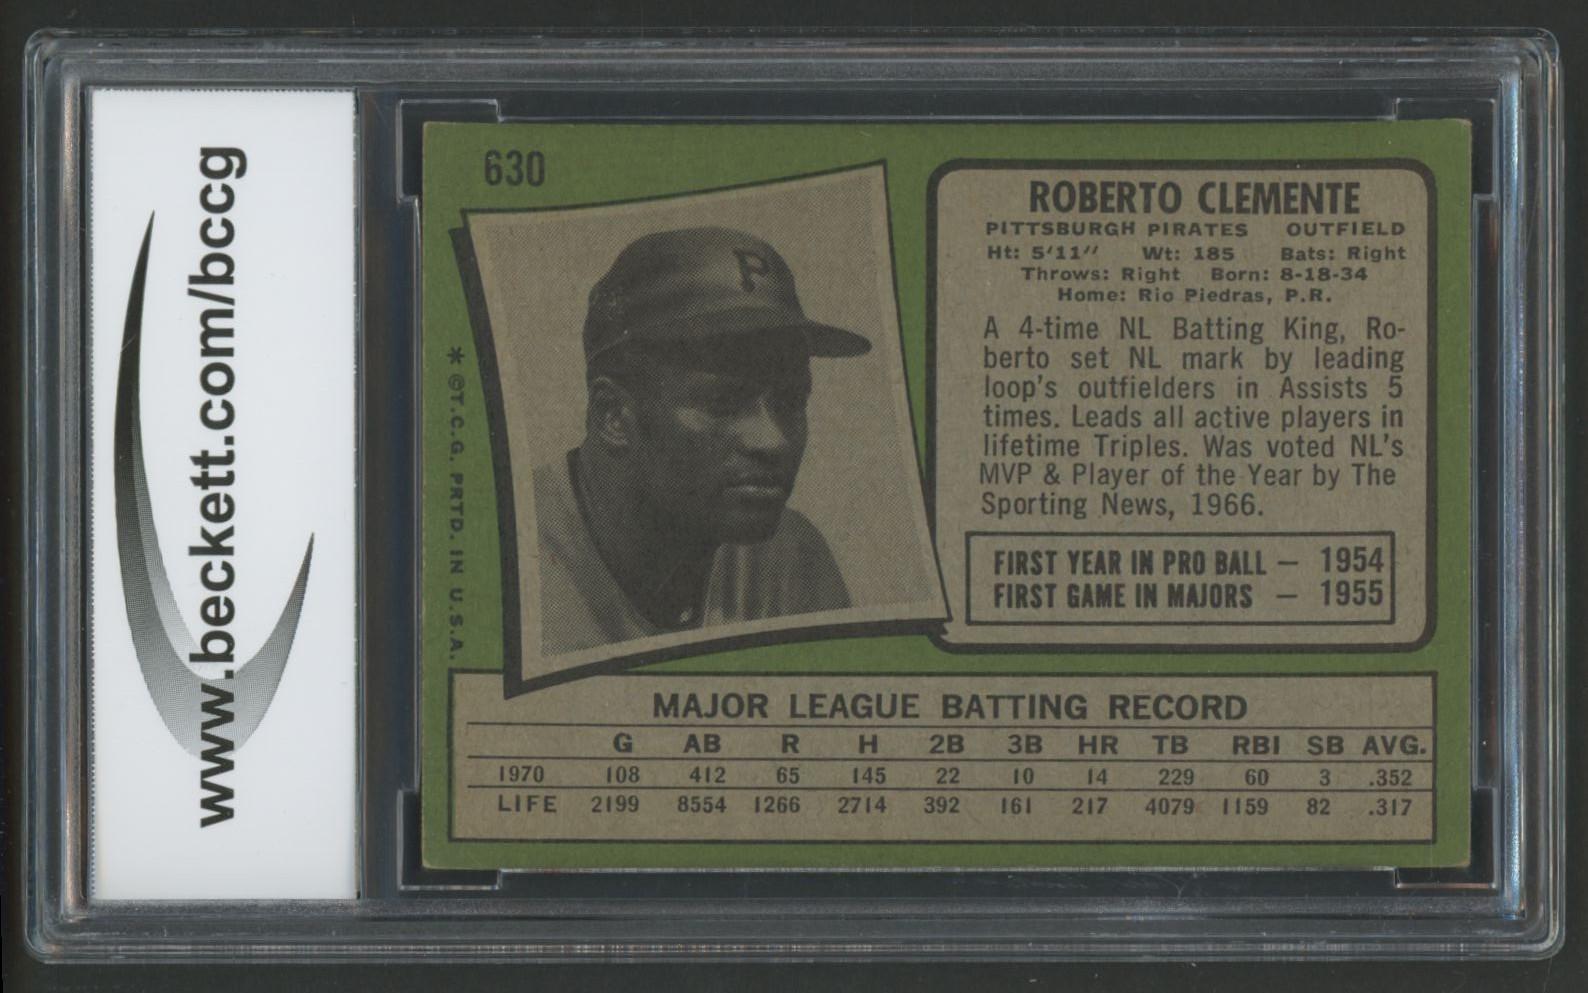 www.beckett.com/bccg
630
P
* ©T.C.G. PRTD. IN U.S.A.
ROBERTO CLEMENTE
PITTSBURGH PIRATES OUTFIELD
Ht: 5'11" Wt: 185 Bats: Right
Throws: Right Born: 8-18-34
Home: Rio Piedras, P.R.
A 4-time NL Batting King, Ro-
berto set NL mark by leading
loop's outfielders in Assists 5
times. Leads all active players in
lifetime Triples. Was voted NL's
MVP & Player of the Year by The
Sporting News, 1966.
FIRST YEAR IN PRO BALL — 1954
FIRST GAME IN MAJORS — 1955
MAJOR LEAGUE BATTING RECORD
G AB R H 2B 3B HR TB RBI SB AVG.
1970 108 412 65 145 22 10 14 229 60 3 .352
LIFE 2199 8554 1266 2714 392 161 217 4079 1159 82 .317